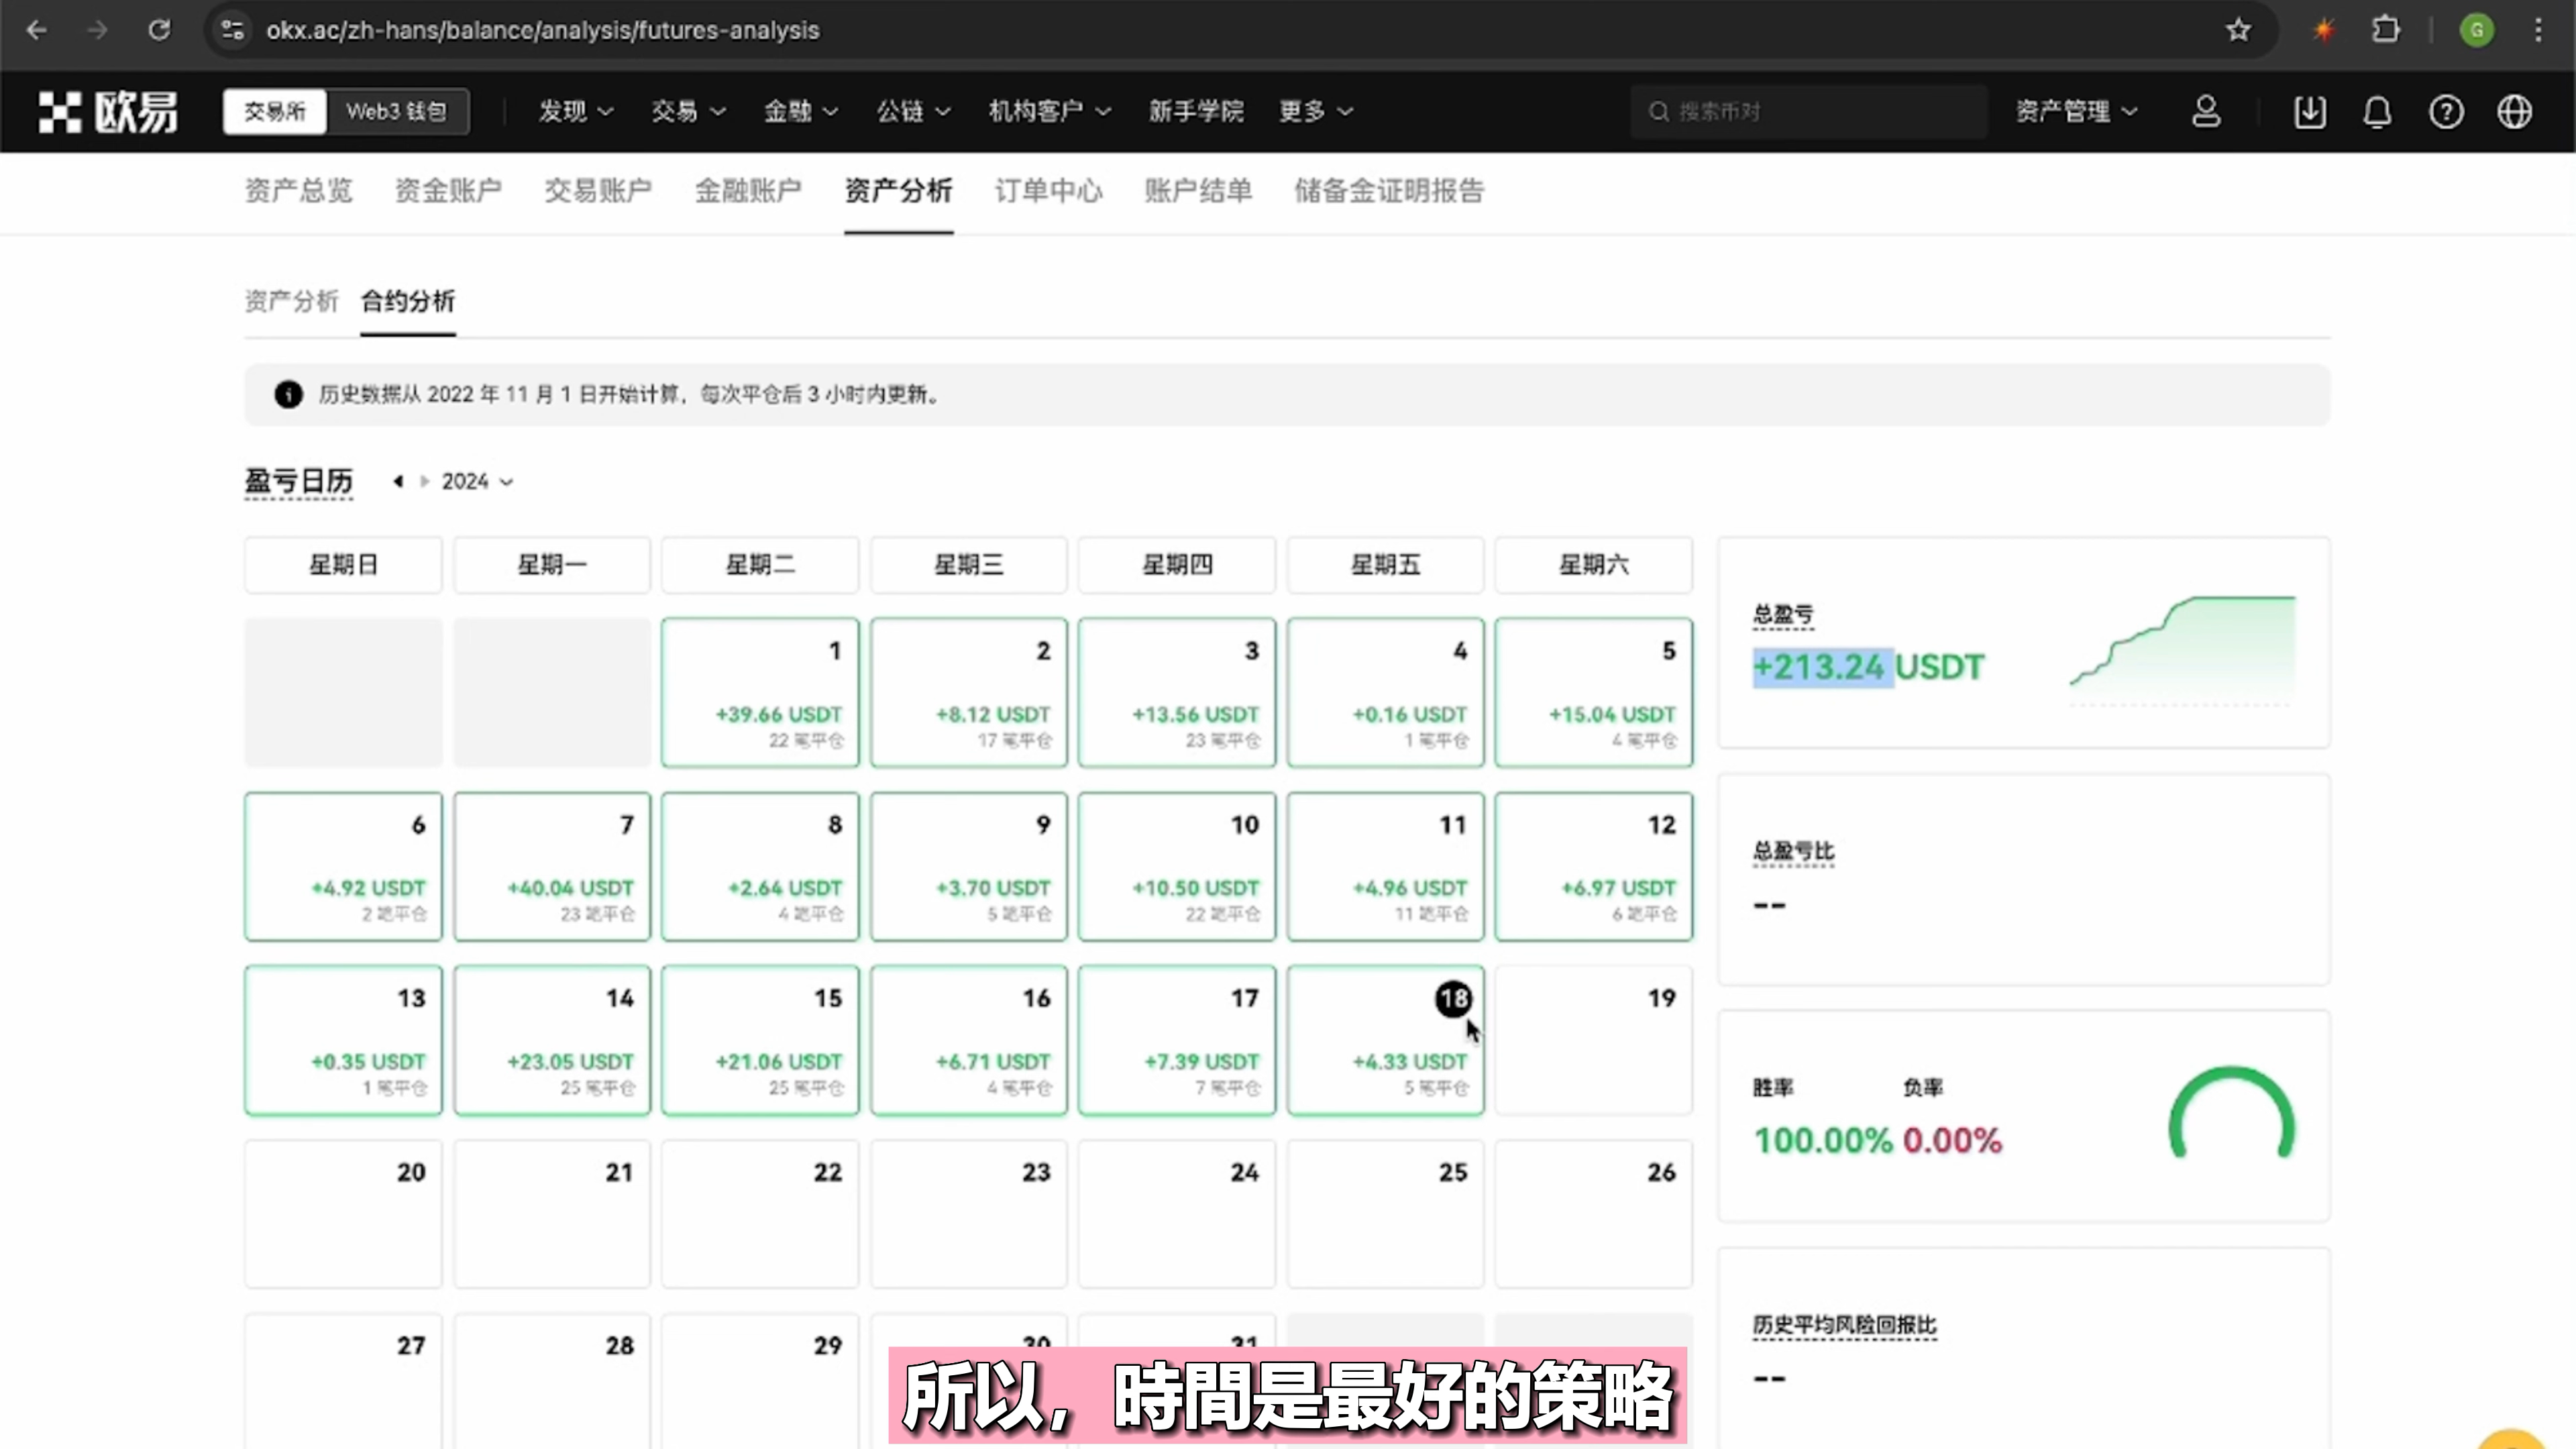 okx.ac/zh-hans/balance/analysis/futures-analysis
G
欧易 交易所 Web3 钱包 发现 交易 金融 公链 机构客户 新手学院 更多 搜索币对 资产管理
资产总览 资金账户 交易账户 金融账户 资产分析 订单中心 账户结单 储备金证明报告
资产分析 合约分析
历史数据从 2022 年 11 月 1 日开始计算，每次平仓后 3 小时内更新。
盈亏日历 2024
星期日 星期一 星期二 星期三 星期四 星期五 星期六
1 2 3 4 5
+39.66 USDT +8.12 USDT +13.56 USDT +0.16 USDT +15.04 USDT
22 笔平仓 17 笔平仓 23 笔平仓 1 笔平仓 4 笔平仓
6 7 8 9 10 11 12
+4.92 USDT +40.04 USDT +2.64 USDT +3.70 USDT +10.50 USDT +4.96 USDT +6.97 USDT
2 笔平仓 23 笔平仓 4 笔平仓 5 笔平仓 22 笔平仓 11 笔平仓 6 笔平仓
13 14 15 16 17 18 19
+0.35 USDT +23.05 USDT +21.06 USDT +6.71 USDT +7.39 USDT +4.33 USDT
1 笔平仓 25 笔平仓 25 笔平仓 4 笔平仓 7 笔平仓 5 笔平仓
20 21 22 23 24 25 26
27 28 29 30 31
总盈亏
+213.24 USDT
总盈亏比
--
胜率 负率
100.00% 0.00%
历史平均风险回报比
--
所以，時間是最好的策略